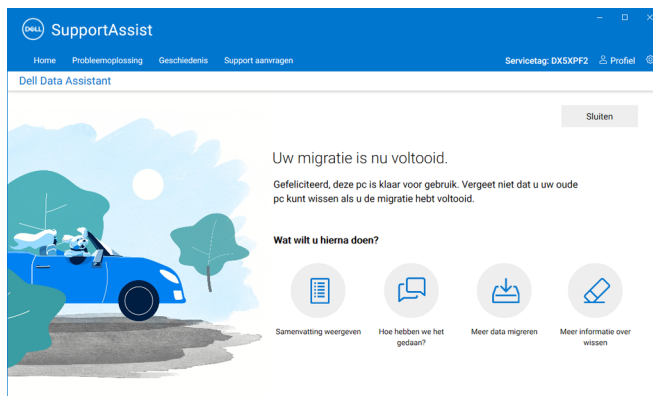 DELL SupportAssist
Home Probleemoplossing Geschiedenis Support aanvragen Servicetag: DX5XPF2 Profiel
Dell Data Assistant
Sluiten
Uw migratie is nu voltooid.
Gefeliciteerd, deze pc is klaar voor gebruik. Vergeet niet dat u uw oude
pc kunt wissen als u de migratie hebt voltooid.
Wat wilt u hierna doen?
Samenvatting weergeven
Hoe hebben we het
gedaan?
Meer data migreren
Meer informatie over
wissen